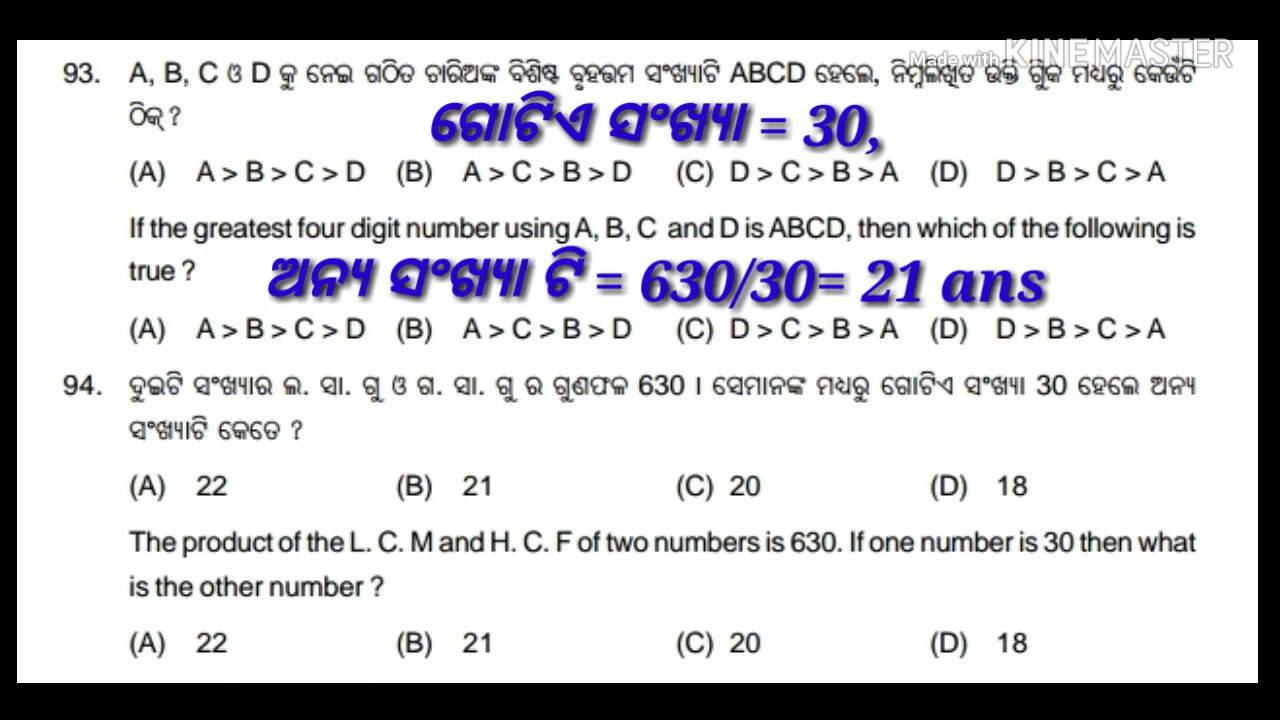 Made with KINEMASTER
93. A, B, C ଓ D କୁ ନେଇ ଗଠିତ ଚାରିଅଙ୍କ ବିଶିଷ୍ଟ ବୃହତ୍ତମ ସଂଖ୍ୟାଟି ABCD ହେଲେ, ନିମ୍ନଲିଖିତ ଉକ୍ତି ଗୁଡ଼ିକ ମଧ୍ୟରୁ କେଉଁଟି
ଠିକ୍ ?
ଗୋଟିଏ ସଂଖ୍ୟା = 30,
(A) A > B > C > D (B) A > C > B > D (C) D > C > B > A (D) D > B > C > A
If the greatest four digit number using A, B, C and D is ABCD, then which of the following is
true ?
ଅନ୍ୟ ସଂଖ୍ୟା ଟି = 630/30= 21 ans
(A) A > B > C > D (B) A > C > B > D (C) D > C > B > A (D) D > B > C > A
94. ଦୁଇଟି ସଂଖ୍ୟାର ଲ. ସା. ଗୁ ଓ ଗ. ସା. ଗୁ ର ଗୁଣଫଳ 630 । ସେମାନଙ୍କ ମଧ୍ୟରୁ ଗୋଟିଏ ସଂଖ୍ୟା 30 ହେଲେ ଅନ୍ୟ
ସଂଖ୍ୟାଟି କେତେ ?
(A) 22 (B) 21 (C) 20 (D) 18
The product of the L. C. M and H. C. F of two numbers is 630. If one number is 30 then what
is the other number ?
(A) 22 (B) 21 (C) 20 (D) 18